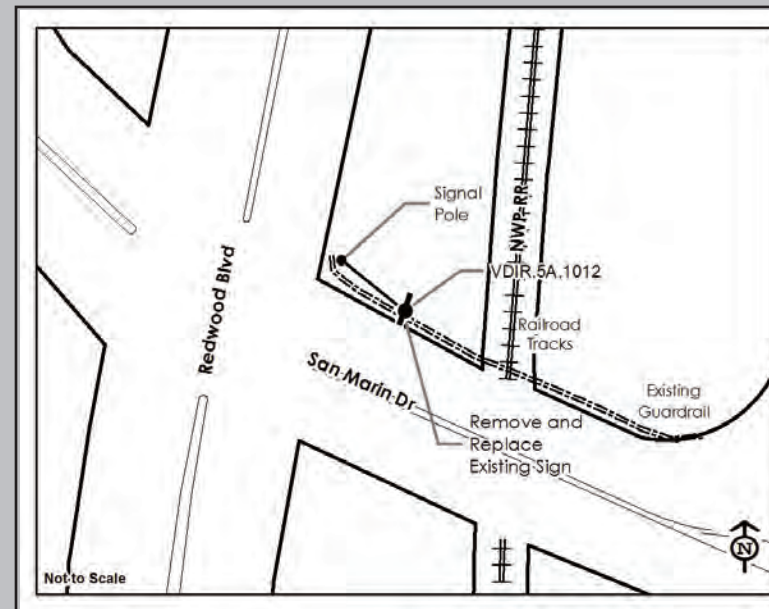 Signal
Pole
NWP RR
VDIR.5A.1012
Redwood Blvd
Railroad
Tracks
San Marin Dr
Existing
Guardrail
Remove and
Replace
Existing Sign
N
Not to Scale